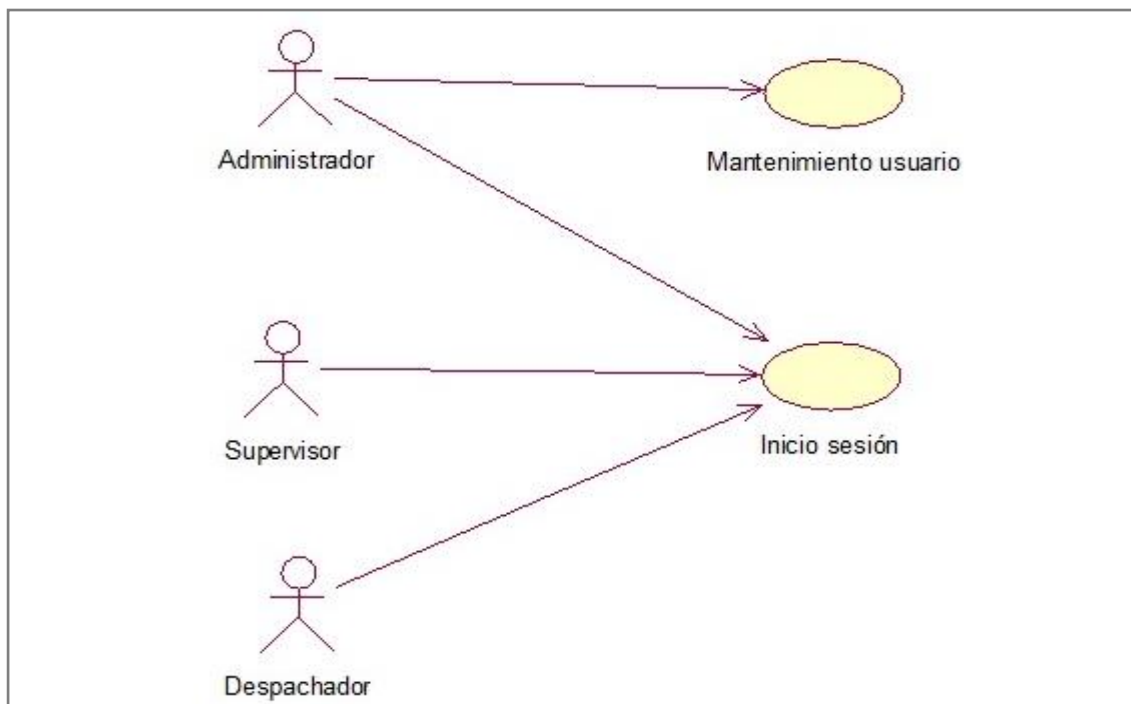 Administrador
Mantenimiento usuario
Supervisor
Inicio sesión
Despachador